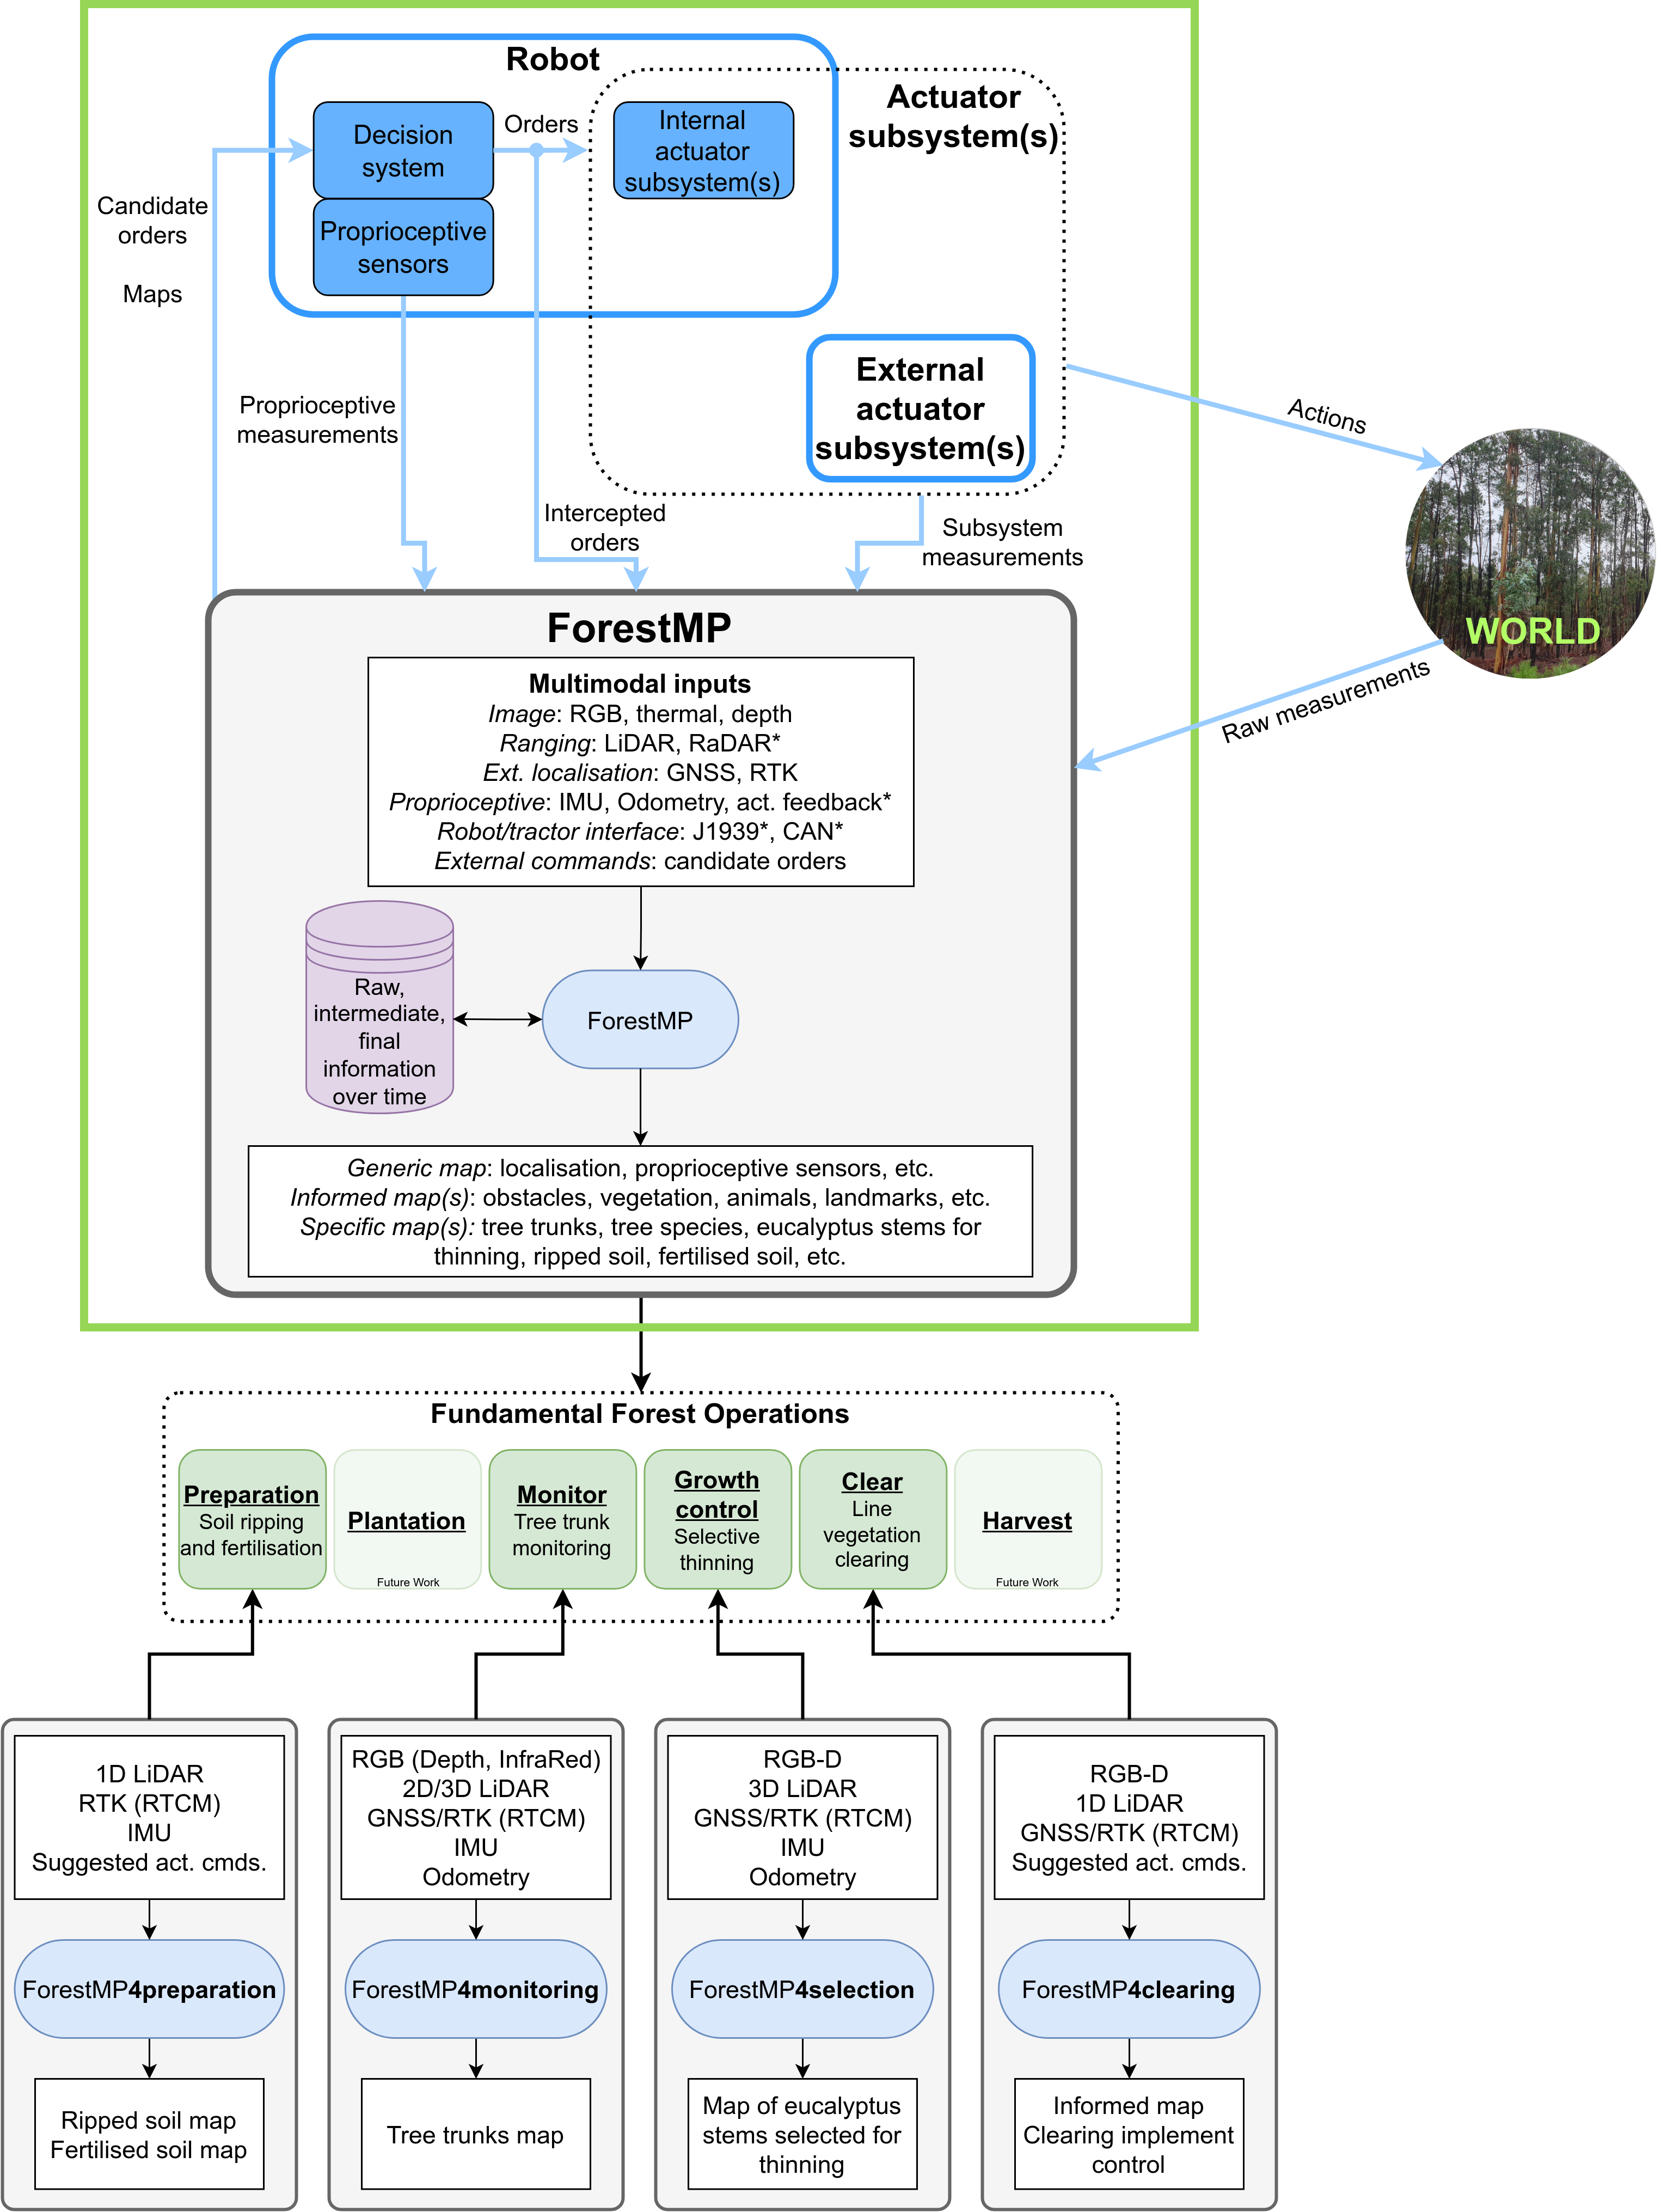 Robot
Actuator
subsystem(s)
Decision
system
Orders
Internal
actuator
subsystem(s)
Proprioceptive
sensors
Candidate
orders
Maps
External
actuator
subsystem(s)
Proprioceptive
measurements
Actions
Intercepted
orders
Subsystem
measurements
WORLD
Raw measurements
ForestMP
Multimodal inputs
Image: RGB, thermal, depth
Ranging: LiDAR, RaDAR*
Ext. localisation: GNSS, RTK
Proprioceptive: IMU, Odometry, act. feedback*
Robot/tractor interface: J1939*, CAN*
External commands: candidate orders
Raw,
intermediate,
final
information
over time
ForestMP
Generic map: localisation, proprioceptive sensors, etc.
Informed map(s): obstacles, vegetation, animals, landmarks, etc.
Specific map(s): tree trunks, tree species, eucalyptus stems for
thinning, ripped soil, fertilised soil, etc.
Fundamental Forest Operations
Preparation
Soil ripping
and fertilisation
Plantation
Future Work
Monitor
Tree trunk
monitoring
Growth
control
Selective
thinning
Clear
Line
vegetation
clearing
Harvest
Future Work
1D LiDAR
RTK (RTCM)
IMU
Suggested act. cmds.
ForestMP4preparation
Ripped soil map
Fertilised soil map
RGB (Depth, InfraRed)
2D/3D LiDAR
GNSS/RTK (RTCM)
IMU
Odometry
ForestMP4monitoring
Tree trunks map
RGB-D
3D LiDAR
GNSS/RTK (RTCM)
IMU
Odometry
ForestMP4selection
Map of eucalyptus
stems selected for
thinning
RGB-D
1D LiDAR
GNSS/RTK (RTCM)
Suggested act. cmds.
ForestMP4clearing
Informed map
Clearing implement
control